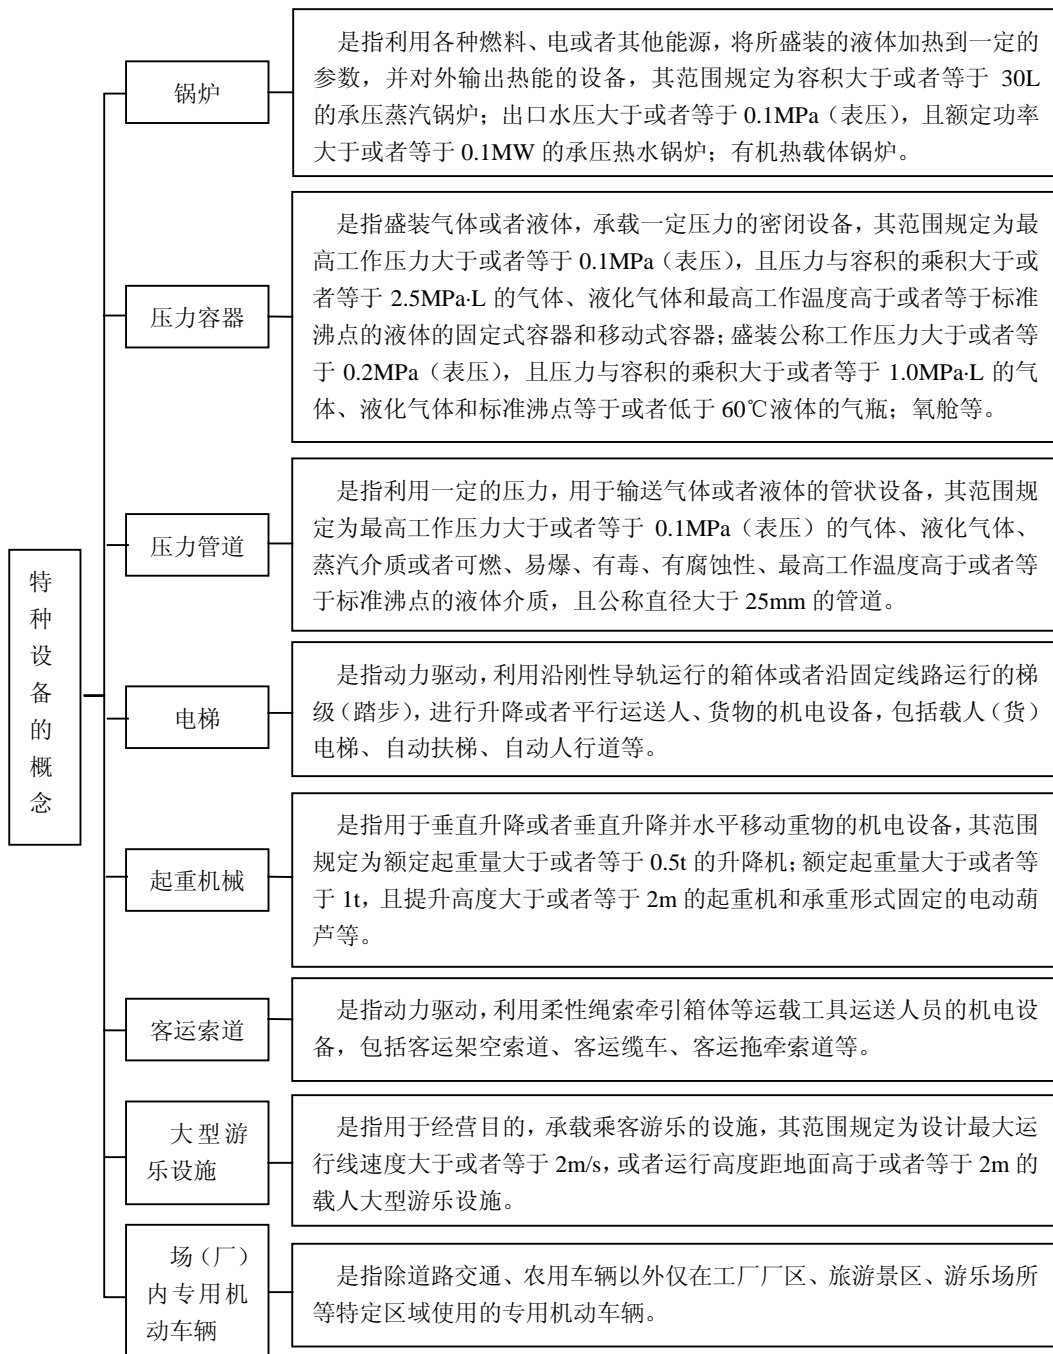 特
种
设
备
的
概
念
锅炉
是指利用各种燃料、电或者其他能源，将所盛装的液体加热到一定的
参数，并对外输出热能的设备，其范围规定为容积大于或者等于 30L
的承压蒸汽锅炉；出口水压大于或者等于 0.1MPa（表压），且额定功率
大于或者等于 0.1MW 的承压热水锅炉；有机热载体锅炉。
压力容器
是指盛装气体或者液体，承载一定压力的密闭设备，其范围规定为最
高工作压力大于或者等于 0.1MPa（表压），且压力与容积的乘积大于或
者等于 2.5MPa·L 的气体、液化气体和最高工作温度高于或者等于标准
沸点的液体的固定式容器和移动式容器；盛装公称工作压力大于或者等
于 0.2MPa（表压），且压力与容积的乘积大于或者等于 1.0MPa·L 的气
体、液化气体和标准沸点等于或者低于 60℃液体的气瓶；氧舱等。
压力管道
是指利用一定的压力，用于输送气体或者液体的管状设备，其范围规
定为最高工作压力大于或者等于 0.1MPa（表压）的气体、液化气体、
蒸汽介质或者可燃、易爆、有毒、有腐蚀性、最高工作温度高于或者等
于标准沸点的液体介质，且公称直径大于 25mm 的管道。
电梯
是指动力驱动，利用沿刚性导轨运行的箱体或者沿固定线路运行的梯
级（踏步），进行升降或者平行运送人、货物的机电设备，包括载人（货）
电梯、自动扶梯、自动人行道等。
起重机械
是指用于垂直升降或者垂直升降并水平移动重物的机电设备，其范围
规定为额定起重量大于或者等于 0.5t 的升降机；额定起重量大于或者等
于 1t，且提升高度大于或者等于 2m 的起重机和承重形式固定的电动葫
芦等。
客运索道
是指动力驱动，利用柔性绳索牵引箱体等运载工具运送人员的机电设
备，包括客运架空索道、客运缆车、客运拖牵索道等。
大型游
乐设施
是指用于经营目的，承载乘客游乐的设施，其范围规定为设计最大运
行线速度大于或者等于 2m/s，或者运行高度距地面高于或者等于 2m 的
载人大型游乐设施。
场（厂）
内专用机
动车辆
是指除道路交通、农用车辆以外仅在工厂厂区、旅游景区、游乐场所
等特定区域使用的专用机动车辆。